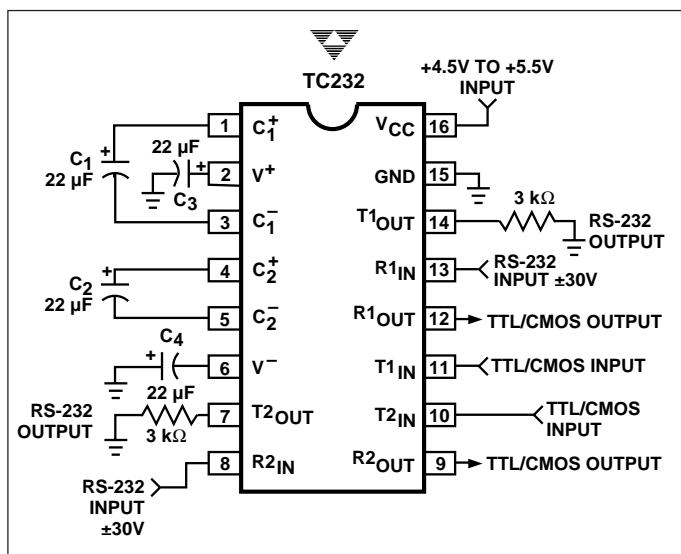 TC232
+4.5V TO +5.5V
INPUT
1
C1+
VCC
16
C1
22 µF
+
22 µF
+
C3
2
V+
GND
15
3
C1−
T1OUT
14
3 kΩ
RS-232
OUTPUT
4
C2+
R1IN
13
RS-232
INPUT ±30V
C2
22 µF
+
5
C2−
R1OUT
12
TTL/CMOS OUTPUT
C4
+
22 µF
6
V−
T1IN
11
TTL/CMOS INPUT
RS-232
OUTPUT
3 kΩ
7
T2OUT
T2IN
10
TTL/CMOS
INPUT
8
R2IN
R2OUT
9
TTL/CMOS OUTPUT
RS-232
INPUT
±30V